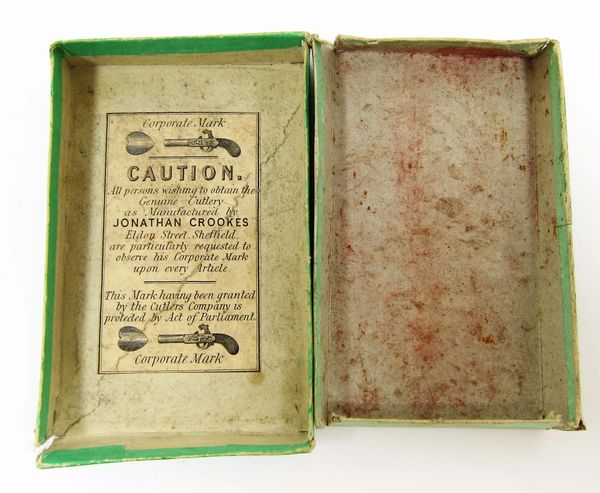 Corporate Mark
CAUTION.
All persons wishing to obtain the
Genuine Cutlery
as Manufactured by
JONATHAN CROOKES
Eldon Street, Sheffield
are particularly requested to
observe his Corporate Mark
upon every Article
This Mark having been granted
by the Cutlers Company is
protected by Act of Parliament.
Corporate Mark